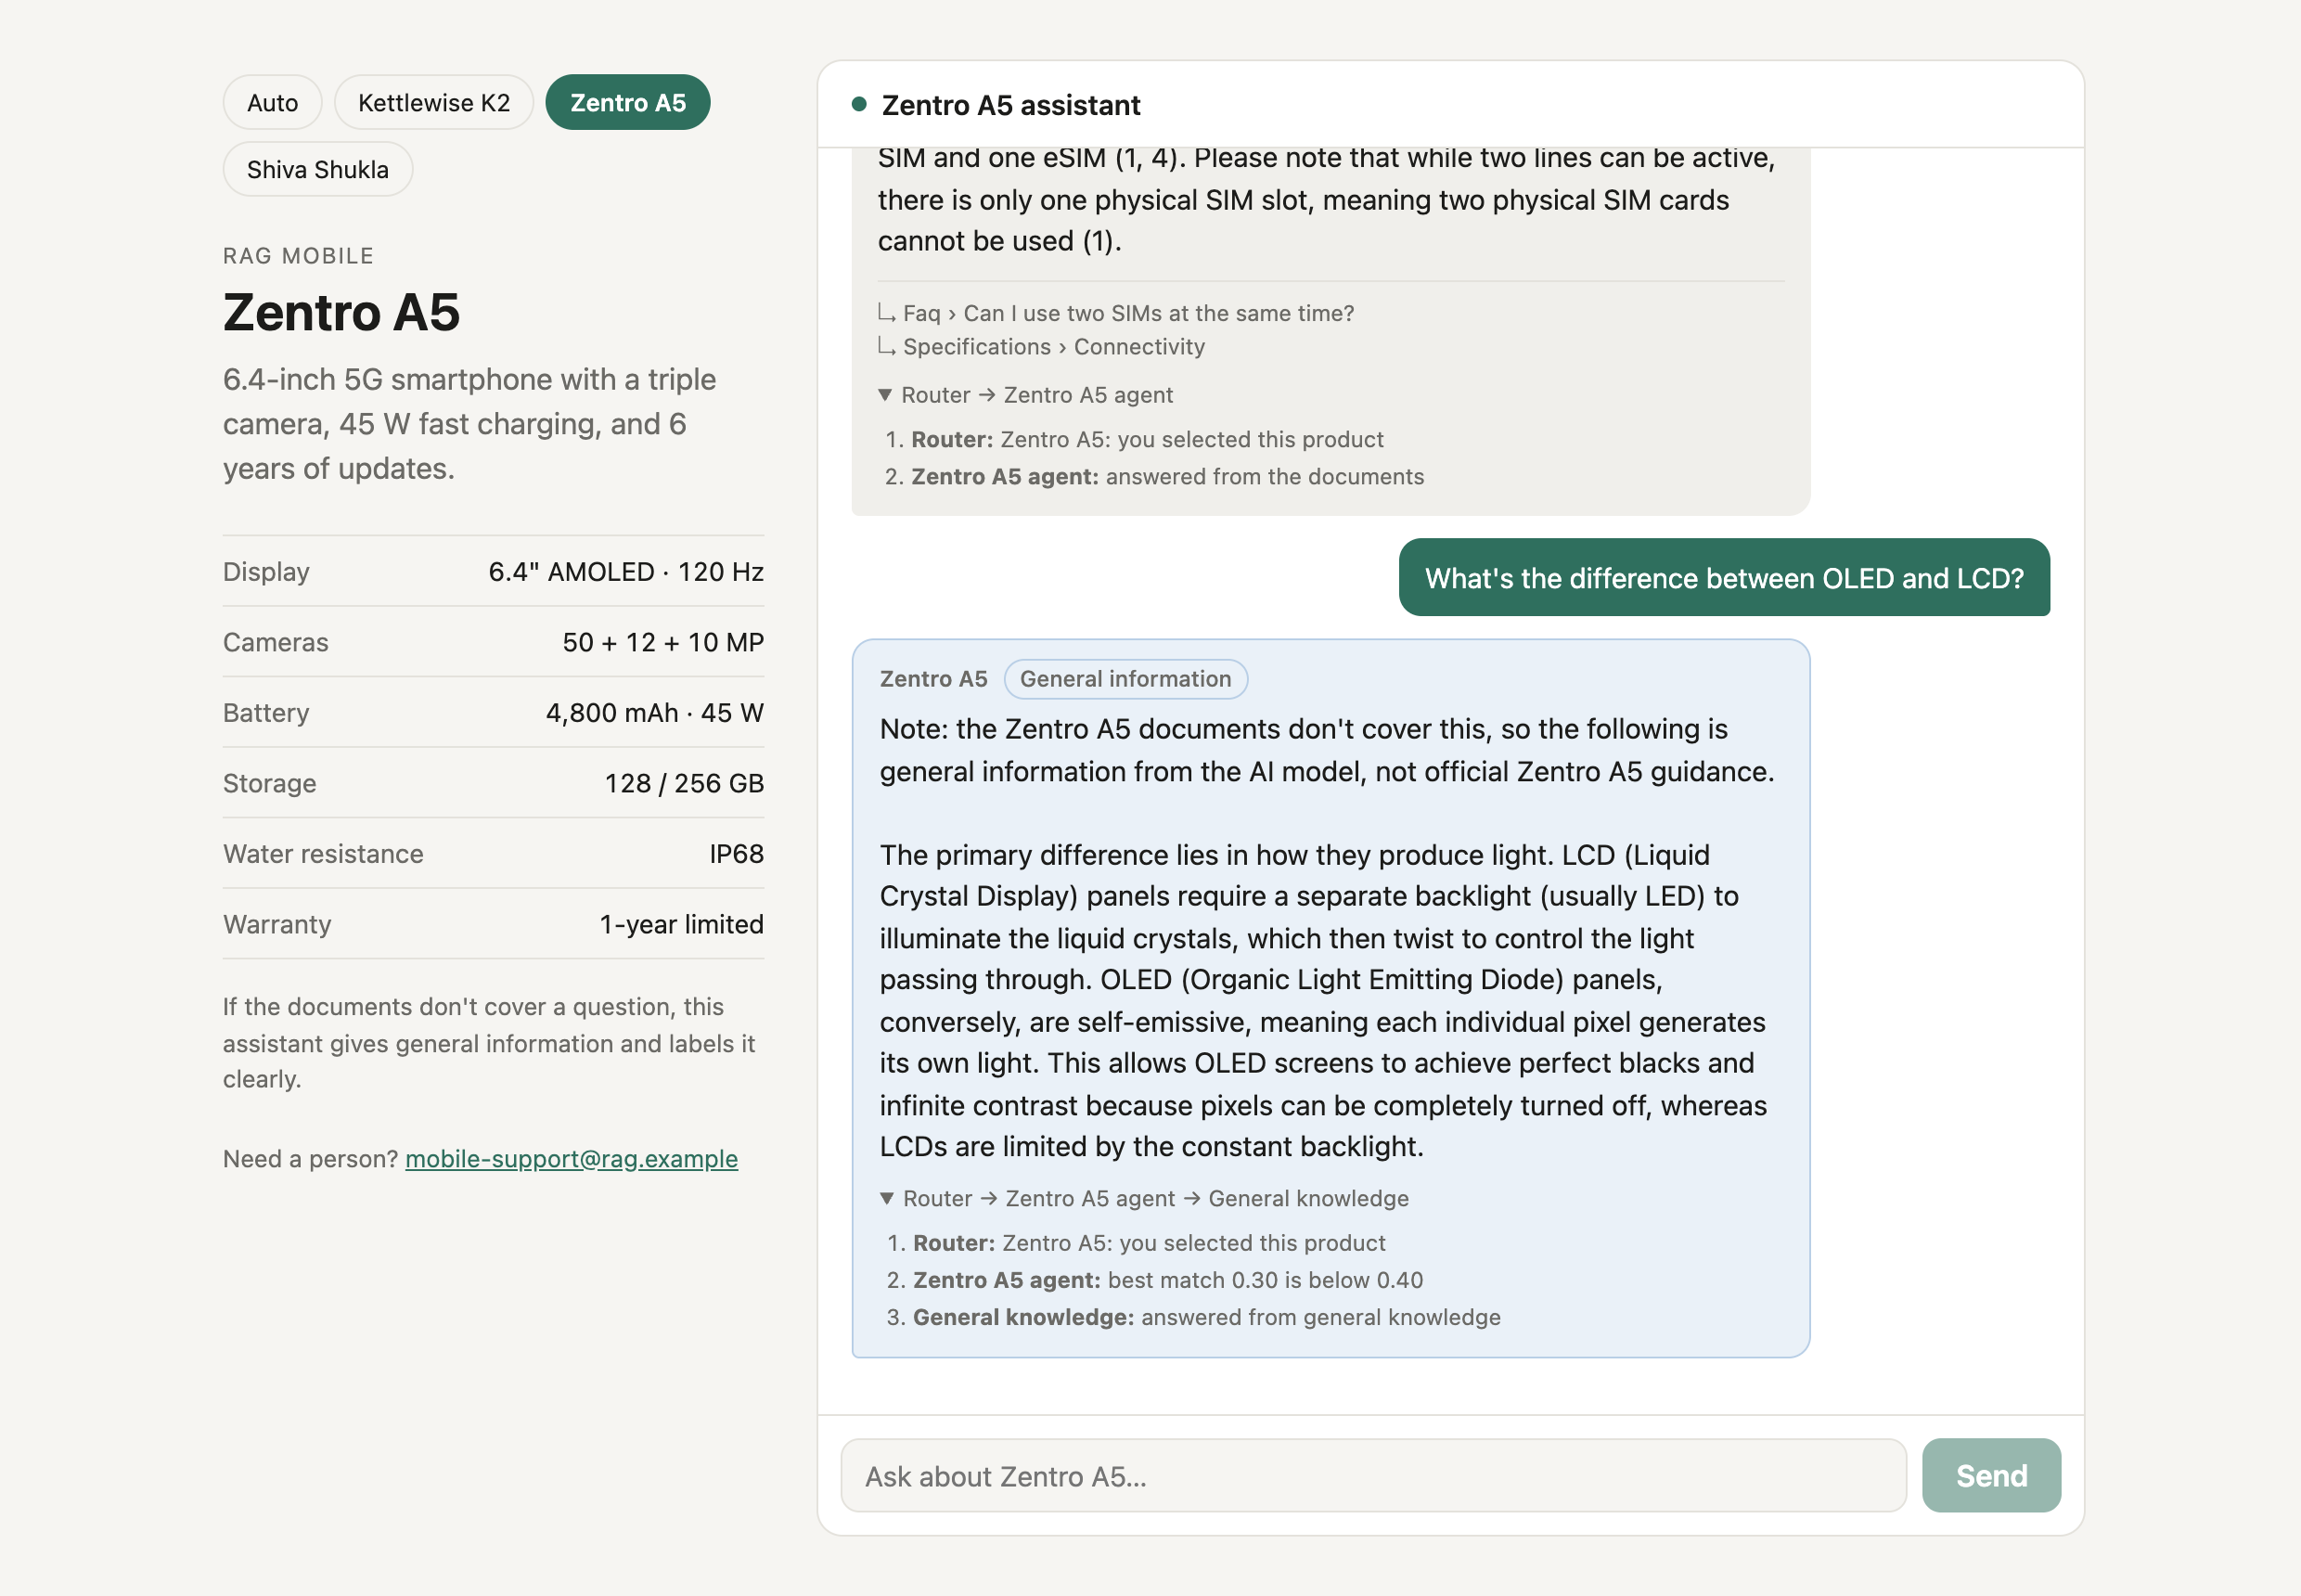 Auto
Kettlewise K2
Zentro A5
Shiva Shukla
RAG MOBILE
Zentro A5
6.4-inch 5G smartphone with a triple
camera, 45 W fast charging, and 6
years of updates.
Display 6.4" AMOLED · 120 Hz
Cameras 50 + 12 + 10 MP
Battery 4,800 mAh · 45 W
Storage 128 / 256 GB
Water resistance IP68
Warranty 1-year limited
If the documents don't cover a question, this
assistant gives general information and labels it
clearly.
Need a person? mobile-support@rag.example
Zentro A5 assistant
SIM and one eSIM (1, 4). Please note that while two lines can be active,
there is only one physical SIM slot, meaning two physical SIM cards
cannot be used (1).
Faq › Can I use two SIMs at the same time?
Specifications › Connectivity
▼ Router → Zentro A5 agent
1. Router: Zentro A5: you selected this product
2. Zentro A5 agent: answered from the documents
What's the difference between OLED and LCD?
Zentro A5 General information
Note: the Zentro A5 documents don't cover this, so the following is
general information from the AI model, not official Zentro A5 guidance.
The primary difference lies in how they produce light. LCD (Liquid
Crystal Display) panels require a separate backlight (usually LED) to
illuminate the liquid crystals, which then twist to control the light
passing through. OLED (Organic Light Emitting Diode) panels,
conversely, are self-emissive, meaning each individual pixel generates
its own light. This allows OLED screens to achieve perfect blacks and
infinite contrast because pixels can be completely turned off, whereas
LCDs are limited by the constant backlight.
▼ Router → Zentro A5 agent → General knowledge
1. Router: Zentro A5: you selected this product
2. Zentro A5 agent: best match 0.30 is below 0.40
3. General knowledge: answered from general knowledge
Ask about Zentro A5...
Send